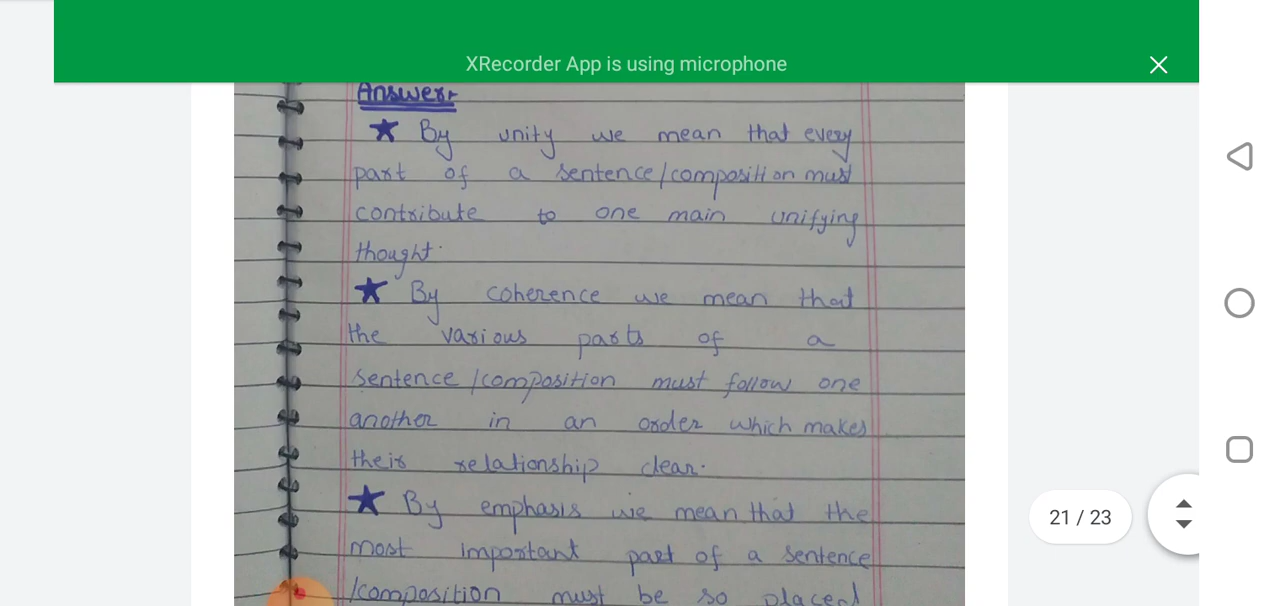 XRecorder App is using microphone
Answer-
★ By unity we mean that every
part of a sentence/composition must
contribute to one main unifying
thought.
★ By coherence we mean that
the various parts of a
sentence/composition must follow one
another in an order which makes
their relationship clear.
★ By emphasis we mean that the
most important part of a sentence
/composition must be so placed
21 / 23